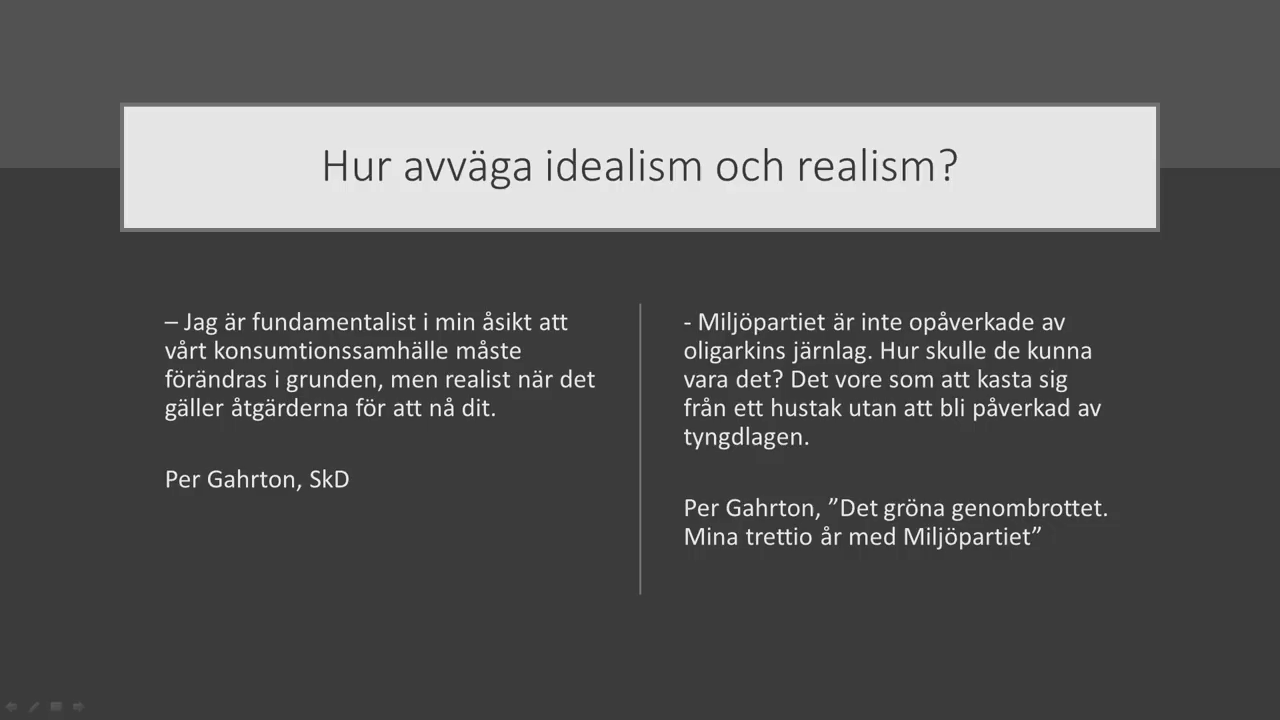 Hur avväga idealism och realism?
– Jag är fundamentalist i min åsikt att
vårt konsumtionssamhälle måste
förändras i grunden, men realist när det
gäller åtgärderna för att nå dit.
Per Gahrton, SkD
- Miljöpartiet är inte opåverkade av
oligarkins järnlag. Hur skulle de kunna
vara det? Det vore som att kasta sig
från ett hustak utan att bli påverkad av
tyngdlagen.
Per Gahrton, ”Det gröna genombrottet.
Mina trettio år med Miljöpartiet”